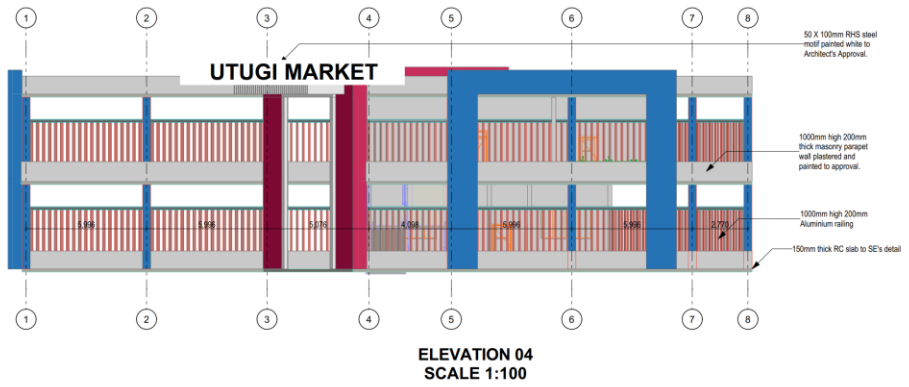 1 2 3 4 5 6 7 8
50 X 100mm RHS steel
motif painted white to
Architect's Approval.
UTUGI MARKET
1000mm high 200mm
thick masonry parapet
wall plastered and
painted to approval.
1000mm high 200mm
Aluminium railing
5,996 5,996 5,076 4,098 5,996 5,996 2,770
150mm thick RC slab to SE's detail
1 2 3 4 5 6 7 8
ELEVATION 04
SCALE 1:100